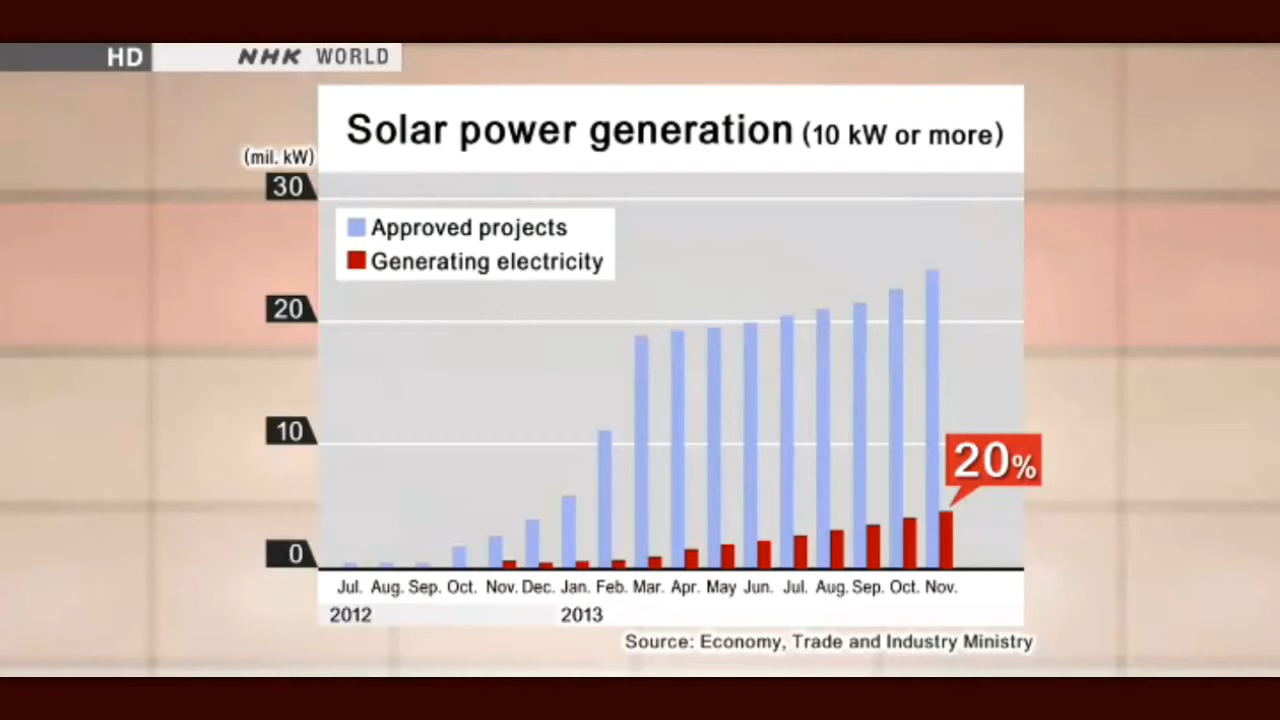 HD NHK WORLD
Solar power generation (10 kW or more)
(mil. kW)
30
Approved projects
Generating electricity
20
10
20%
0
Jul. Aug. Sep. Oct. Nov. Dec. Jan. Feb. Mar. Apr. May Jun. Jul. Aug. Sep. Oct. Nov.
2012 2013
Source: Economy, Trade and Industry Ministry